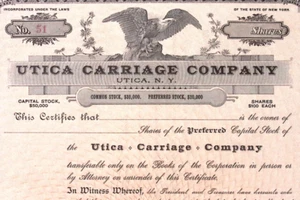 INCORPORATED UNDER THE LAWS OF THE STATE OF NEW YORK
No. 51 Shares
UTICA CARRIAGE COMPANY
UTICA, N. Y.
CAPITAL STOCK, SHARES
$50,000 $100 EACH
COMMON STOCK, $35,000 PREFERRED STOCK, $15,000
This Certifies that is the owner of
Shares of the Preferred Capital Stock of
the Utica Carriage Company
transferable only on the Books of the Corporation in person or
by Attorney on surrender of this Certificate.
In Witness Whereof, the President and Treasurer have hereunto